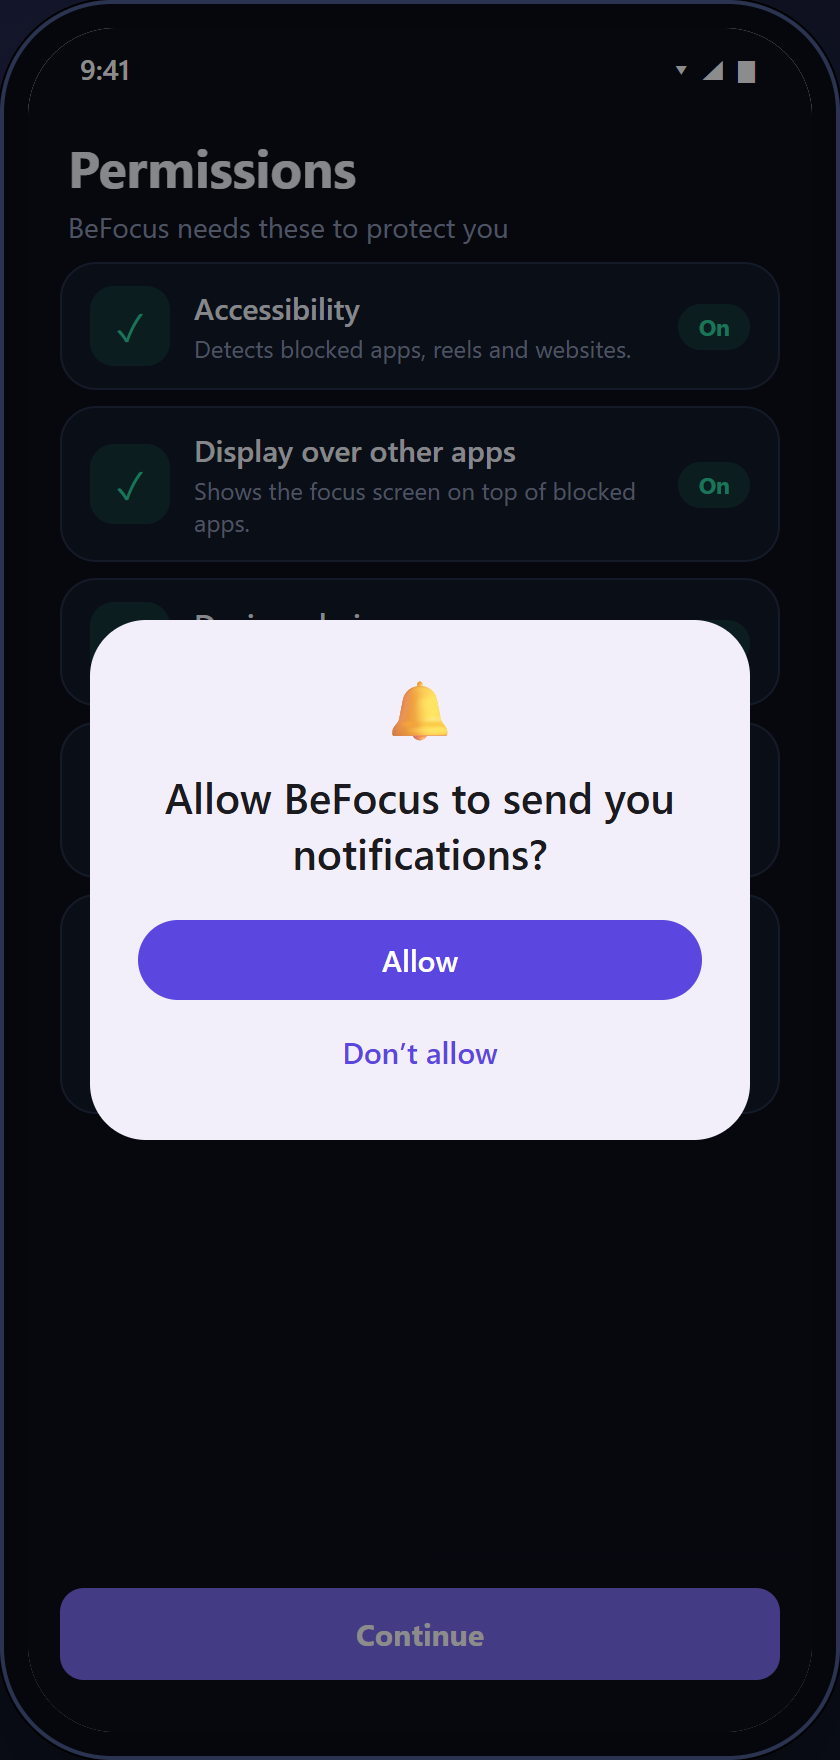 9:41
Permissions
BeFocus needs these to protect you
Accessibility
Detects blocked apps, reels and websites.
On
Display over other apps
Shows the focus screen on top of blocked
apps.
On
Allow BeFocus to send you
notifications?
Allow
Don’t allow
Continue